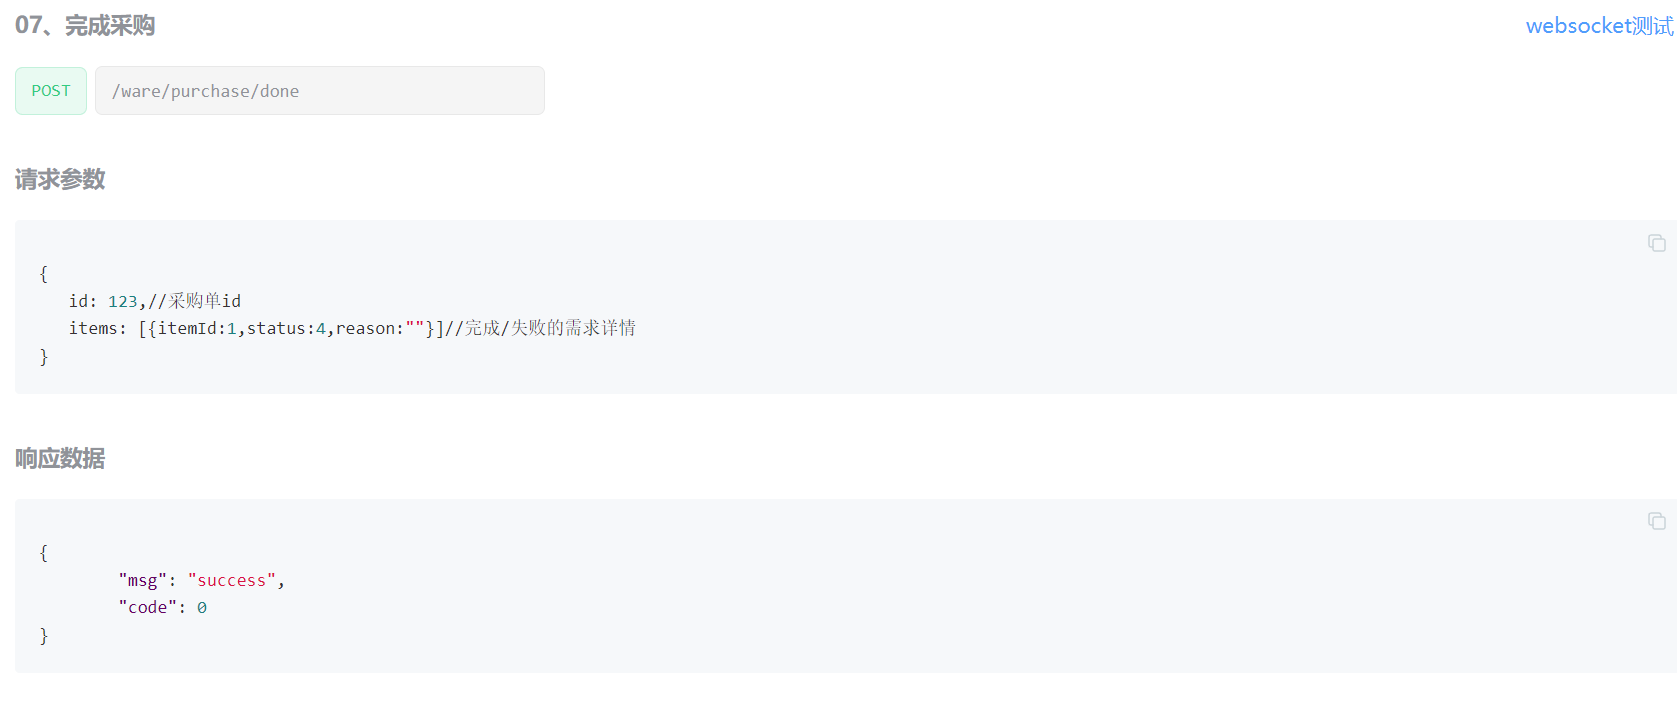 07、完成采购
websocket测试
POST
/ware/purchase/done
请求参数
{
id: 123,//采购单id
items: [{itemId:1,status:4,reason:""}]//完成/失败的需求详情
}
响应数据
{
"msg": "success",
"code": 0
}